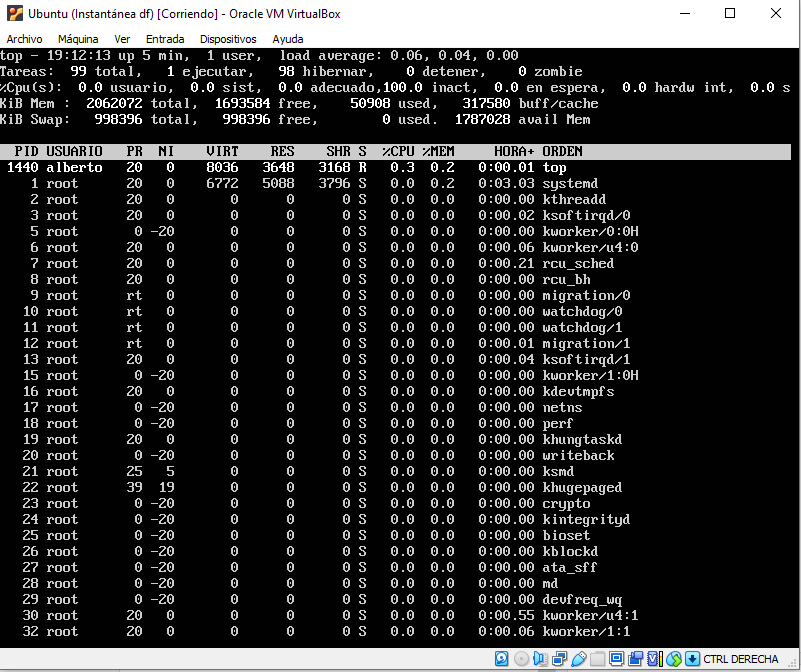 Ubuntu (Instantánea df) [Corriendo] - Oracle VM VirtualBox
Archivo Máquina Ver Entrada Dispositivos Ayuda
top - 19:12:13 up 5 min,  1 user,  load average: 0.06, 0.04, 0.00
Tareas:  99 total,   1 ejecutar,   98 hibernar,    0 detener,    0 zombie
%Cpu(s):  0.0 usuario,  0.0 sist,  0.0 adecuado,100.0 inact,  0.0 en espera,  0.0 hardw int,  0.0 s
KiB Mem :  2062072 total,  1693584 free,    50908 used,   317580 buff/cache
KiB Swap:   998396 total,   998396 free,        0 used.  1787028 avail Mem
PID USUARIO PR NI VIRT RES SHR S %CPU %MEM HORA+ ORDEN
1440 alberto 20 0 8036 3648 3168 R 0.3 0.2 0:00.01 top
1 root 20 0 6772 5088 3796 S 0.0 0.2 0:03.03 systemd
2 root 20 0 0 0 0 S 0.0 0.0 0:00.00 kthreadd
3 root 20 0 0 0 0 S 0.0 0.0 0:00.02 ksoftirqd/0
5 root 0 -20 0 0 0 S 0.0 0.0 0:00.00 kworker/0:0H
6 root 20 0 0 0 0 S 0.0 0.0 0:00.06 kworker/u4:0
7 root 20 0 0 0 0 S 0.0 0.0 0:00.21 rcu_sched
8 root 20 0 0 0 0 S 0.0 0.0 0:00.00 rcu_bh
9 root rt 0 0 0 0 S 0.0 0.0 0:00.00 migration/0
10 root rt 0 0 0 0 S 0.0 0.0 0:00.00 watchdog/0
11 root rt 0 0 0 0 S 0.0 0.0 0:00.00 watchdog/1
12 root rt 0 0 0 0 S 0.0 0.0 0:00.01 migration/1
13 root 20 0 0 0 0 S 0.0 0.0 0:00.04 ksoftirqd/1
15 root 0 -20 0 0 0 S 0.0 0.0 0:00.00 kworker/1:0H
16 root 20 0 0 0 0 S 0.0 0.0 0:00.00 kdevtmpfs
17 root 0 -20 0 0 0 S 0.0 0.0 0:00.00 netns
18 root 0 -20 0 0 0 S 0.0 0.0 0:00.00 perf
19 root 20 0 0 0 0 S 0.0 0.0 0:00.00 khungtaskd
20 root 0 -20 0 0 0 S 0.0 0.0 0:00.00 writeback
21 root 25 5 0 0 0 S 0.0 0.0 0:00.00 ksmd
22 root 39 19 0 0 0 S 0.0 0.0 0:00.00 khugepaged
23 root 0 -20 0 0 0 S 0.0 0.0 0:00.00 crypto
24 root 0 -20 0 0 0 S 0.0 0.0 0:00.00 kintegrityd
25 root 0 -20 0 0 0 S 0.0 0.0 0:00.00 bioset
26 root 0 -20 0 0 0 S 0.0 0.0 0:00.00 kblockd
27 root 0 -20 0 0 0 S 0.0 0.0 0:00.00 ata_sff
28 root 0 -20 0 0 0 S 0.0 0.0 0:00.00 md
29 root 0 -20 0 0 0 S 0.0 0.0 0:00.00 devfreq_wq
30 root 20 0 0 0 0 S 0.0 0.0 0:00.55 kworker/u4:1
32 root 20 0 0 0 0 S 0.0 0.0 0:00.06 kworker/1:1
CTRL DERECHA